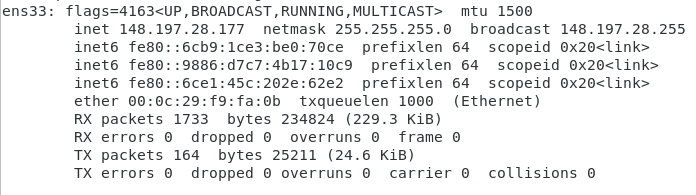 ens33: flags=4163<UP,BROADCAST,RUNNING,MULTICAST>  mtu 1500
        inet 148.197.28.177  netmask 255.255.255.0  broadcast 148.197.28.255
        inet6 fe80::6cb9:1ce3:be0:70ce  prefixlen 64  scopeid 0x20<link>
        inet6 fe80::9886:d7c7:4b17:10c9  prefixlen 64  scopeid 0x20<link>
        inet6 fe80::6ce1:45c:202e:62e2  prefixlen 64  scopeid 0x20<link>
        ether 00:0c:29:f9:fa:0b  txqueuelen 1000  (Ethernet)
        RX packets 1733  bytes 234824 (229.3 KiB)
        RX errors 0  dropped 0  overruns 0  frame 0
        TX packets 164  bytes 25211 (24.6 KiB)
        TX errors 0  dropped 0 overruns 0  carrier 0  collisions 0